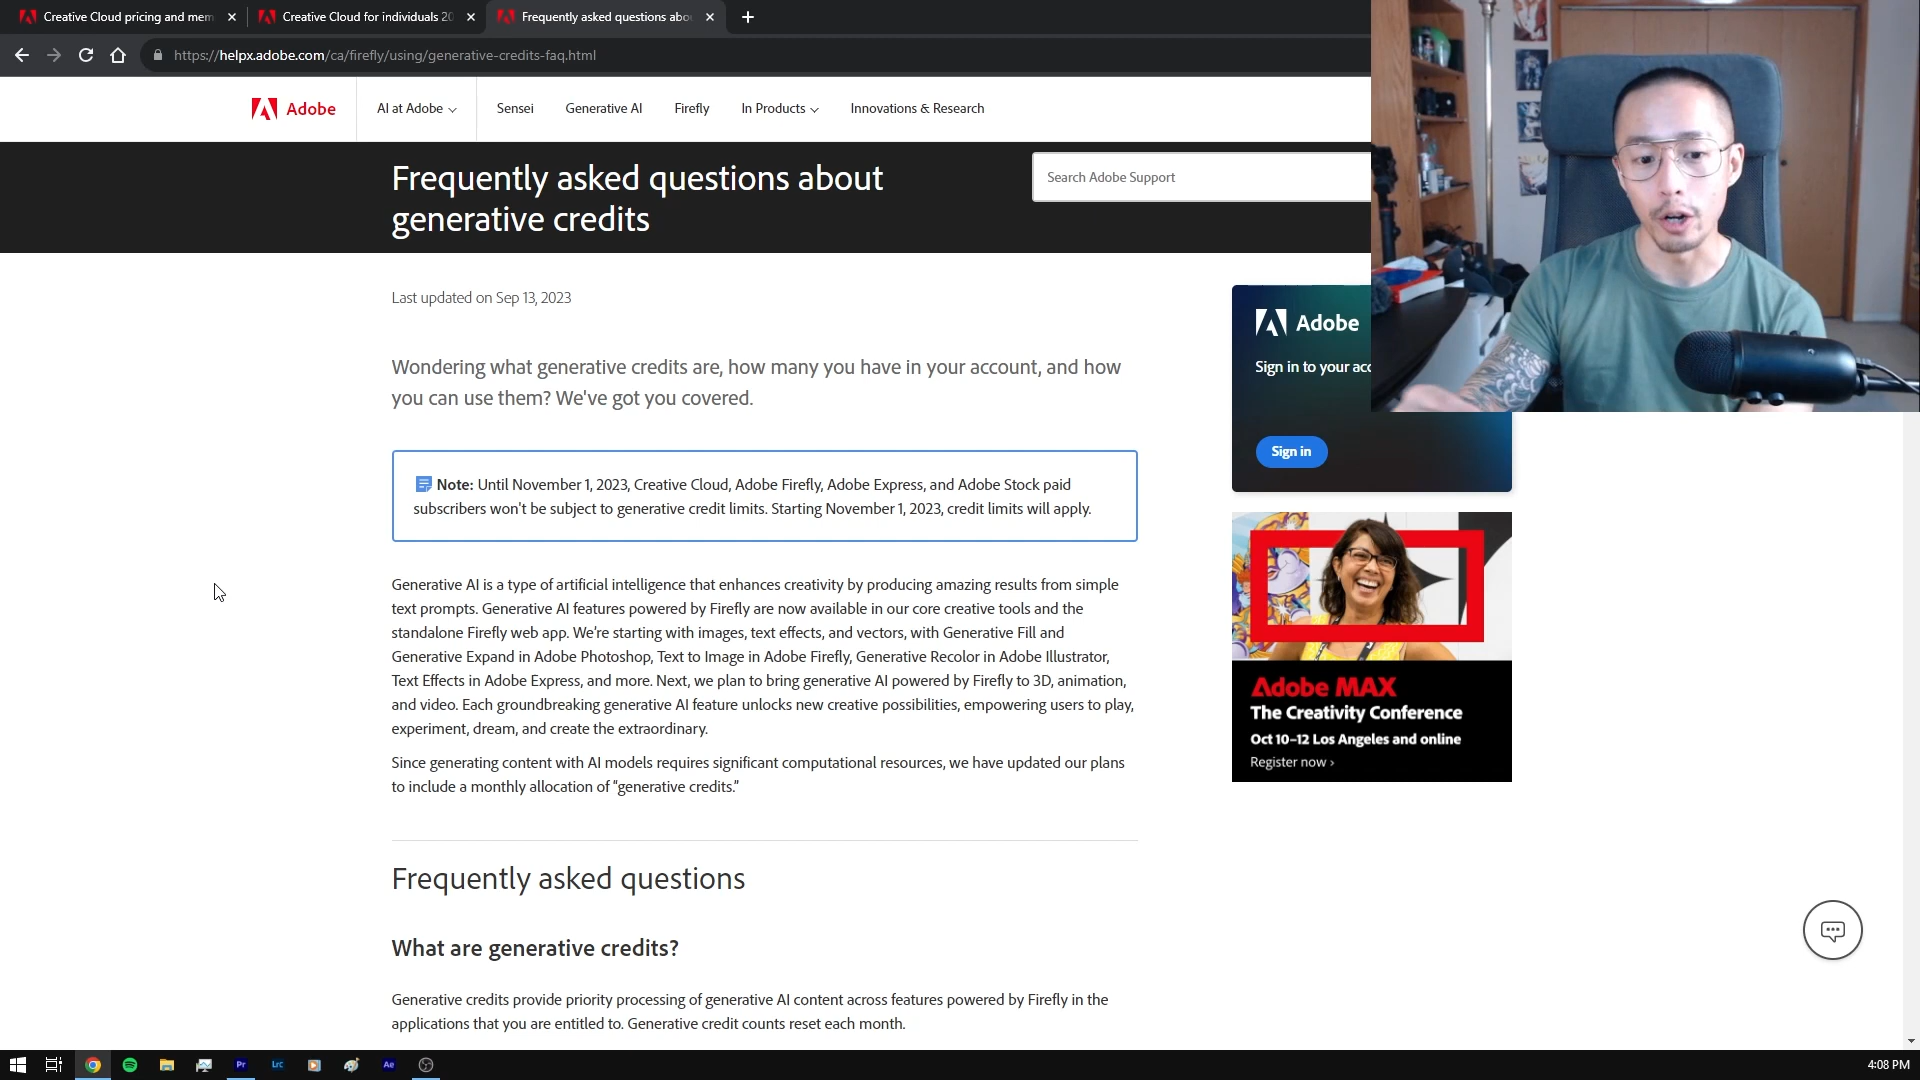 Creative Cloud pricing and mem
Creative Cloud for individuals 20
Frequently asked questions abou
https://helpx.adobe.com/ca/firefly/using/generative-credits-faq.html
Adobe
AI at Adobe
Sensei
Generative AI
Firefly
In Products
Innovations & Research
Frequently asked questions about
generative credits
Search Adobe Support
Last updated on Sep 13, 2023
Wondering what generative credits are, how many you have in your account, and how
you can use them? We've got you covered.
Note: Until November 1, 2023, Creative Cloud, Adobe Firefly, Adobe Express, and Adobe Stock paid
subscribers won't be subject to generative credit limits. Starting November 1, 2023, credit limits will apply.
Generative AI is a type of artificial intelligence that enhances creativity by producing amazing results from simple
text prompts. Generative AI features powered by Firefly are now available in our core creative tools and the
standalone Firefly web app. We're starting with images, text effects, and vectors, with Generative Fill and
Generative Expand in Adobe Photoshop, Text to Image in Adobe Firefly, Generative Recolor in Adobe Illustrator,
Text Effects in Adobe Express, and more. Next, we plan to bring generative AI powered by Firefly to 3D, animation,
and video. Each groundbreaking generative AI feature unlocks new creative possibilities, empowering users to play,
experiment, dream, and create the extraordinary.
Since generating content with AI models requires significant computational resources, we have updated our plans
to include a monthly allocation of “generative credits.”
Frequently asked questions
What are generative credits?
Generative credits provide priority processing of generative AI content across features powered by Firefly in the
applications that you are entitled to. Generative credit counts reset each month.
Adobe
Sign in to your acc
Sign in
Adobe MAX
The Creativity Conference
Oct 10–12 Los Angeles and online
Register now ›
Pr
Lrc
Ae
4:08 PM